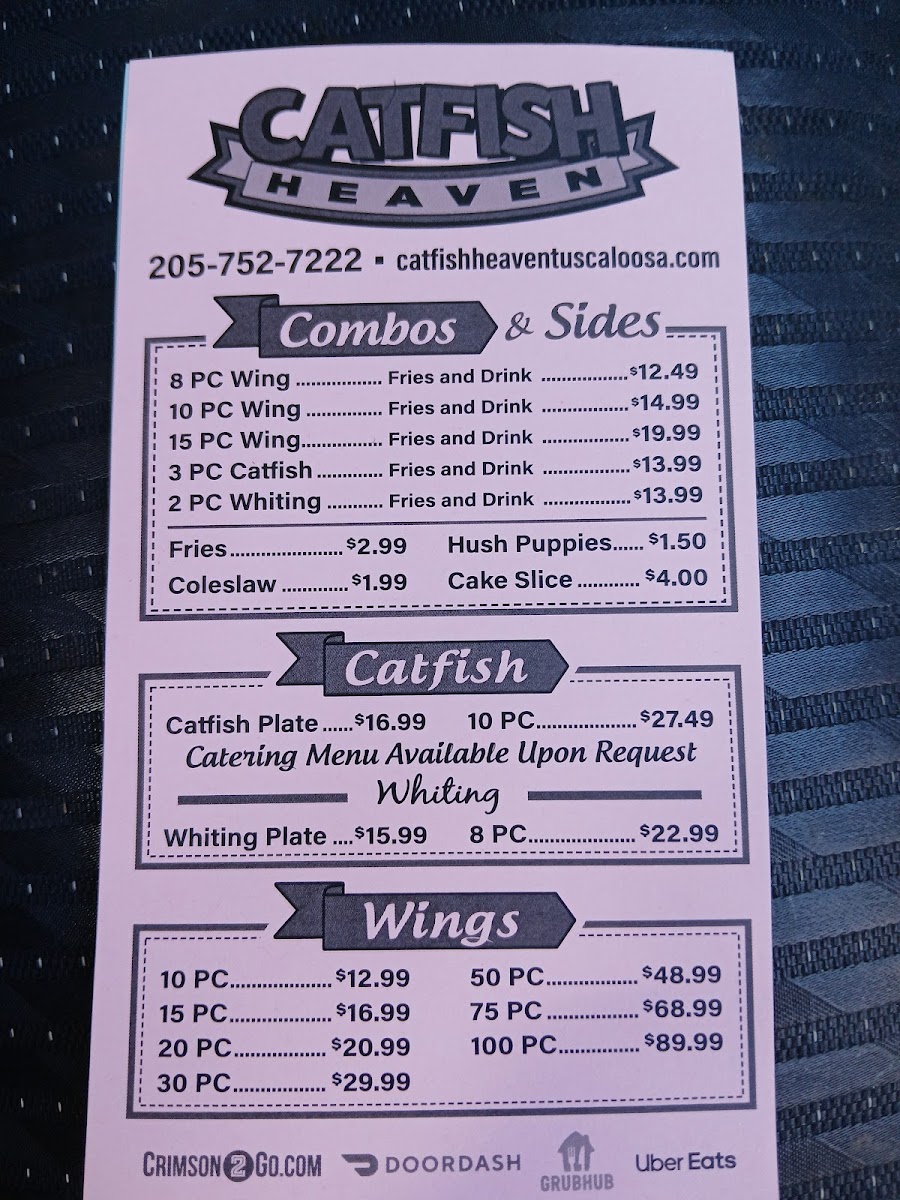 CATFISH
HEAVEN
205-752-7222 ▪ catfishheaventuscaloosa.com
Combos & Sides
8 PC Wing ................. Fries and Drink .................$12.49
10 PC Wing ............... Fries and Drink .................$14.99
15 PC Wing................ Fries and Drink .................$19.99
3 PC Catfish ............. Fries and Drink .................$13.99
2 PC Whiting ........... Fries and Drink .................$13.99
Fries...................... $2.99 Hush Puppies...... $1.50
Coleslaw .............$1.99 Cake Slice ............ $4.00
Catfish
Catfish Plate ......$16.99 10 PC...................$27.49
Catering Menu Available Upon Request
Whiting
Whiting Plate ....$15.99 8 PC.....................$22.99
Wings
10 PC....................$12.99 50 PC.................. $48.99
15 PC.................... $16.99 75 PC ..................$68.99
20 PC.................. $20.99 100 PC................ $89.99
30 PC.................. $29.99
CRIMSON2GO.COM DOORDASH GRUBHUB Uber Eats